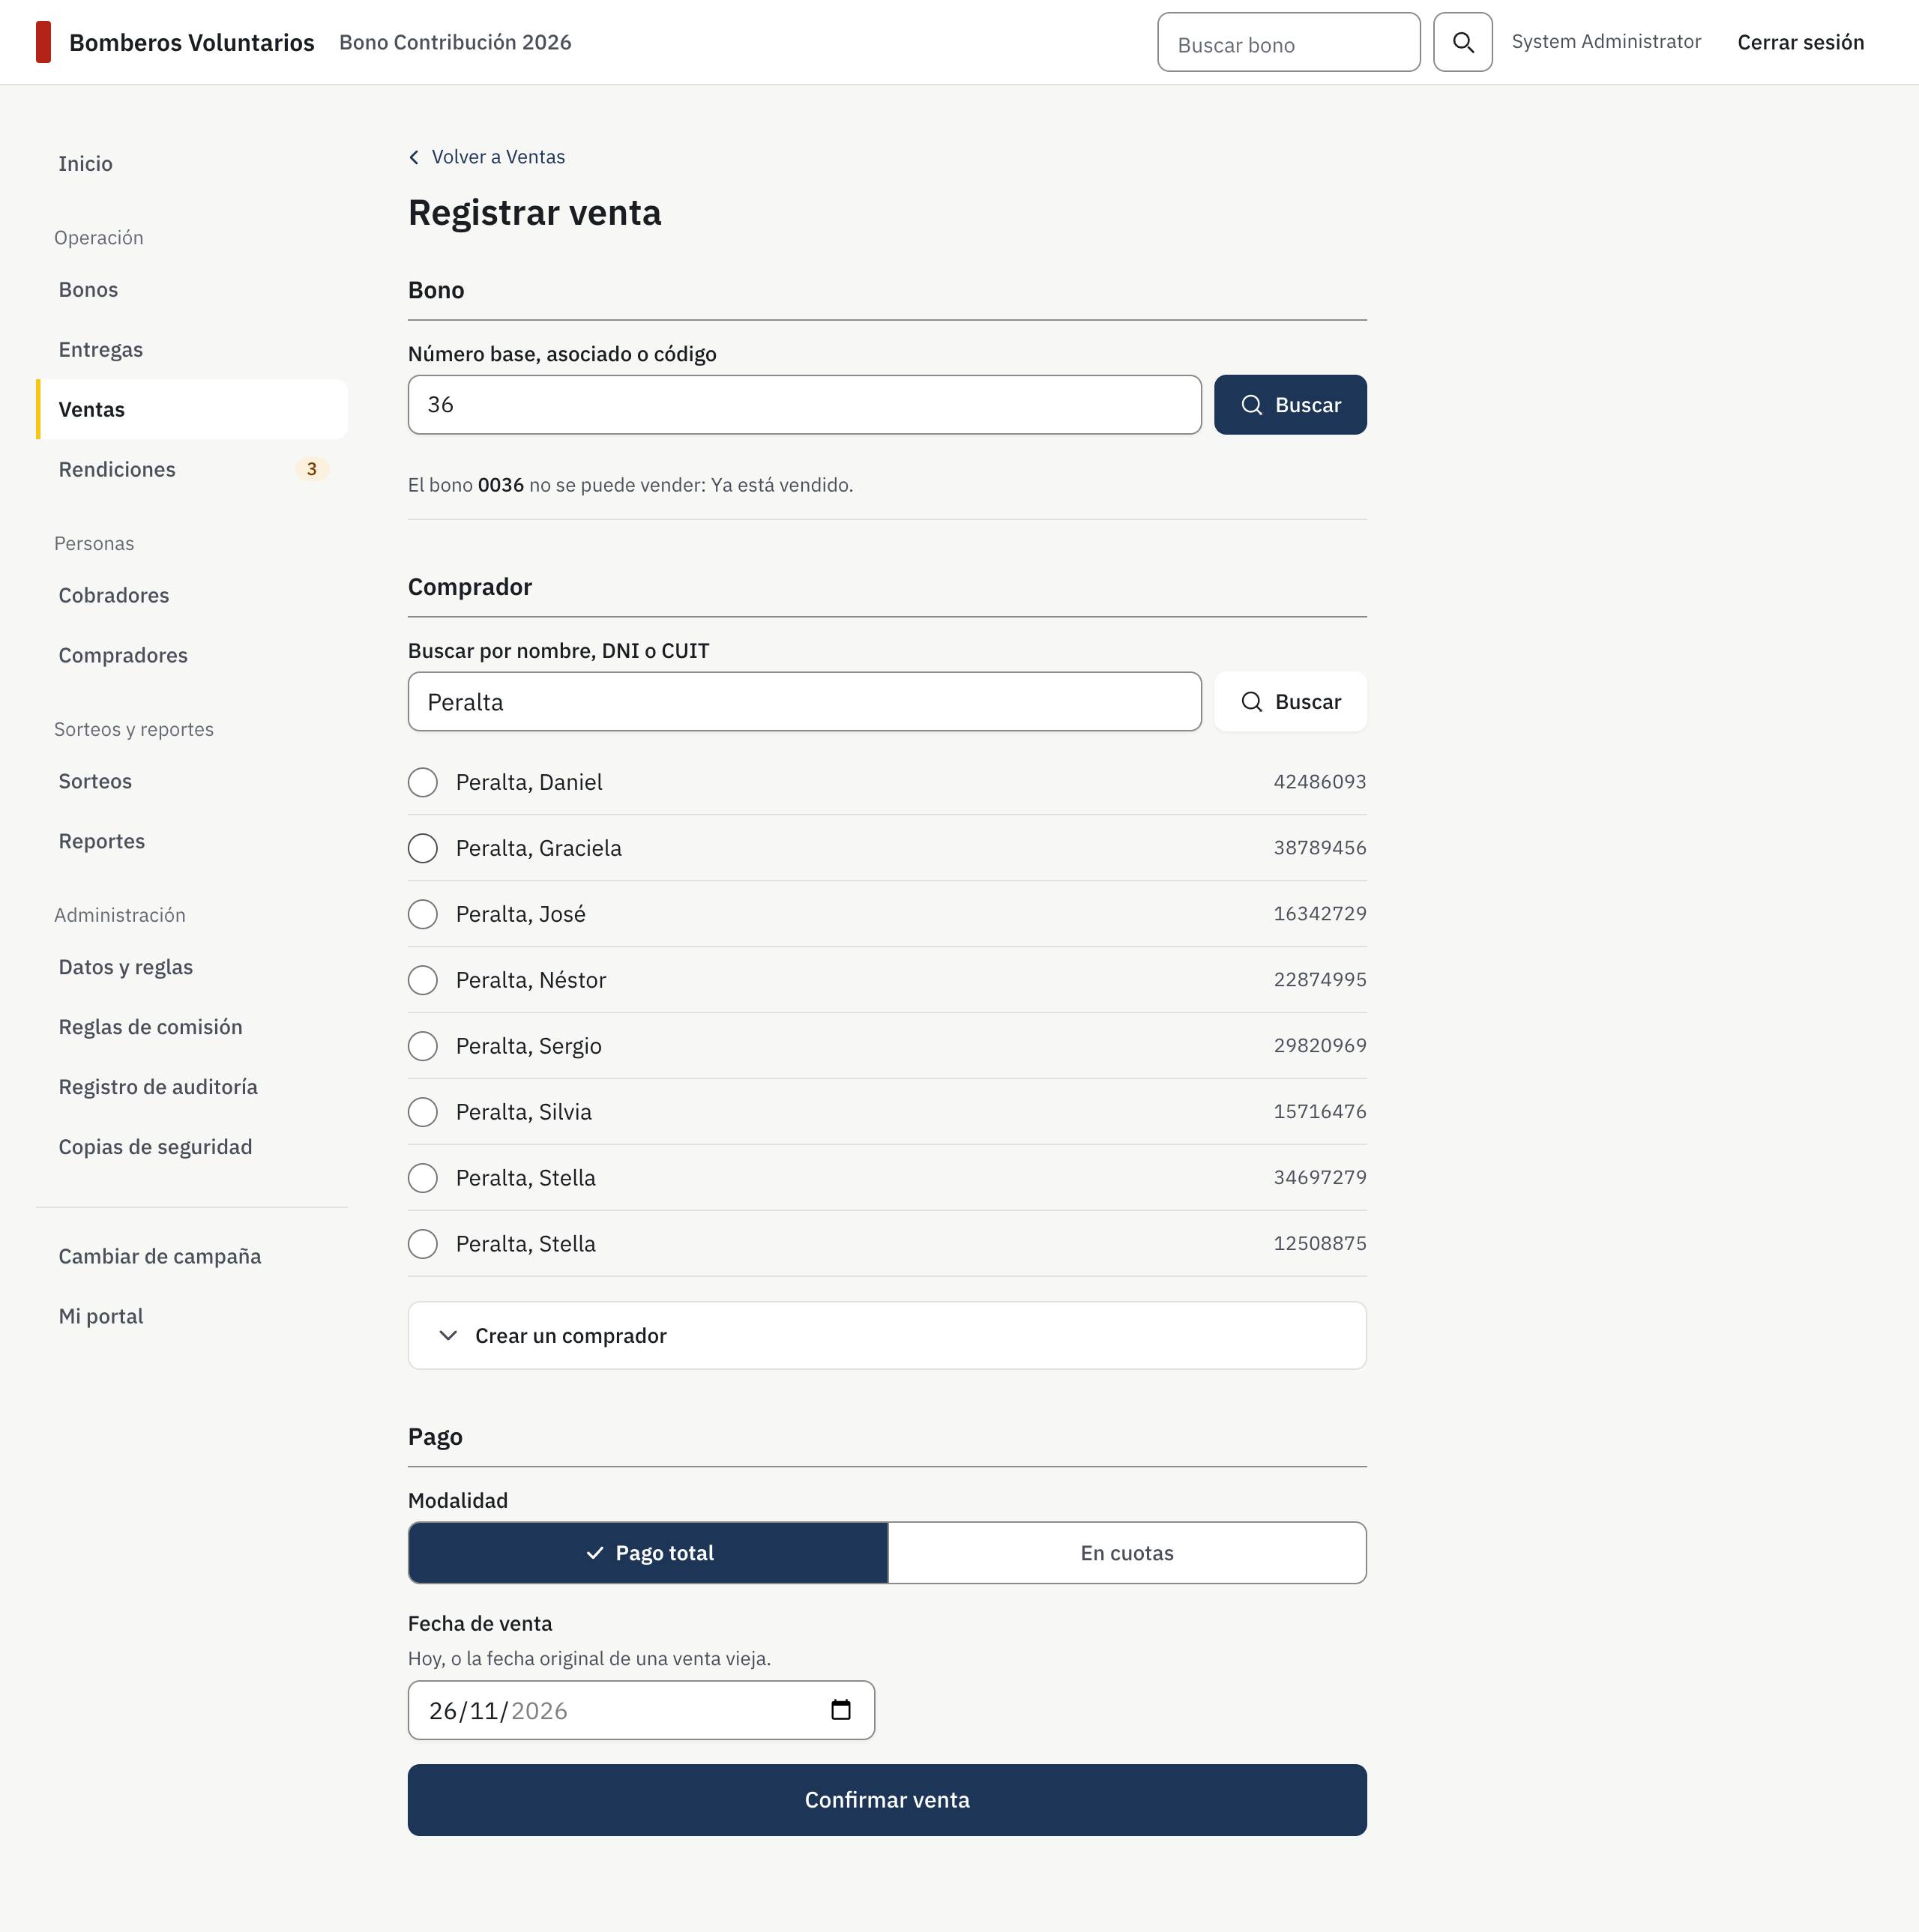 Bomberos Voluntarios Bono Contribución 2026 Buscar bono System Administrator Cerrar sesión
Inicio
Operación
Bonos
Entregas
Ventas
Rendiciones 3
Personas
Cobradores
Compradores
Sorteos y reportes
Sorteos
Reportes
Administración
Datos y reglas
Reglas de comisión
Registro de auditoría
Copias de seguridad
Cambiar de campaña
Mi portal
Volver a Ventas
Registrar venta
Bono
Número base, asociado o código
36 Buscar
El bono 0036 no se puede vender: Ya está vendido.
Comprador
Buscar por nombre, DNI o CUIT
Peralta Buscar
Peralta, Daniel 42486093
Peralta, Graciela 38789456
Peralta, José 16342729
Peralta, Néstor 22874995
Peralta, Sergio 29820969
Peralta, Silvia 15716476
Peralta, Stella 34697279
Peralta, Stella 12508875
Crear un comprador
Pago
Modalidad
Pago total En cuotas
Fecha de venta
Hoy, o la fecha original de una venta vieja.
26/11/2026
Confirmar venta